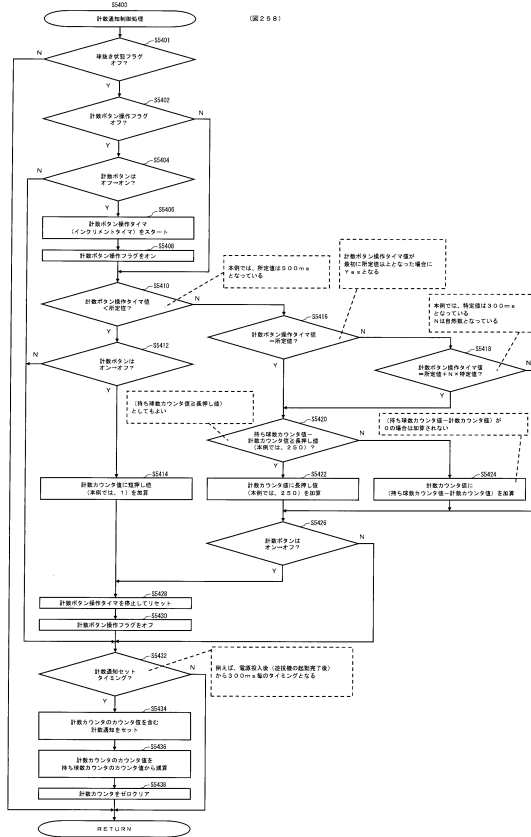 (図258)
S5400
計数通知制御処理
S5401
球抜き状態フラグ
オフ?
N
Y
S5402
計数ボタン操作フラグ
オフ?
N
Y
S5404
計数ボタンは
オフ→オン?
N
Y
S5406
計数ボタン操作タイマ
(インクリメントタイマ)をスタート
S5408
計数ボタン操作フラグをオン
本例では、所定値は500ms
となっている
計数ボタン操作タイマ値が
最初に所定値以上となった場合に
Yesとなる
S5410
計数ボタン操作タイマ値
<所定値?
N
Y
本例では、特定値は300ms
となっている
Nは自然数となっている
S5416
計数ボタン操作タイマ値
=所定値?
N
Y
S5412
計数ボタンは
オン→オフ?
N
Y
S5418
計数ボタン操作タイマ値
=所定値+N×特定値?
N
Y
(持ち球数カウンタ値≧長押し値)
としてもよい
S5420
持ち球数カウンタ値-
計数カウンタ値≧長押し値
(本例では、250)?
N
Y
(持ち球数カウンタ値-計数カウンタ値)が
0の場合は加算されない
S5414
計数カウンタ値に短押し値
(本例では、1)を加算
S5422
計数カウンタ値に長押し値
(本例では、250)を加算
S5424
計数カウンタ値に
(持ち球数カウンタ値-計数カウンタ値)を加算
S5426
計数ボタンは
オン→オフ?
N
Y
S5428
計数ボタン操作タイマを停止してリセット
S5430
計数ボタン操作フラグをオフ
S5432
計数通知セット
タイミング?
N
Y
例えば、電源投入後(遊技機の起動完了後)
から300ms毎のタイミングとなる
S5434
計数カウンタのカウンタ値を含む
計数通知をセット
S5436
計数カウンタのカウンタ値を
持ち球数カウンタのカウンタ値から減算
S5438
計数カウンタをゼロクリア
RETURN